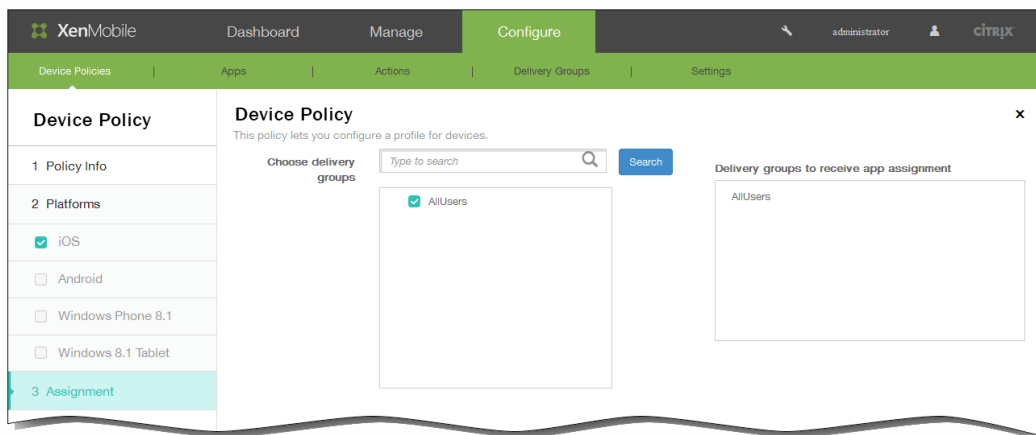 XenMobile Dashboard Manage Configure administrator CITRIX
Device Policies | Apps | Actions | Delivery Groups | Settings
Device Policy
1 Policy Info
2 Platforms
iOS
Android
Windows Phone 8.1
Windows 8.1 Tablet
3 Assignment
Device Policy
x
This policy lets you configure a profile for devices.
Choose delivery
groups
Type to search
Search
AllUsers
Delivery groups to receive app assignment
AllUsers